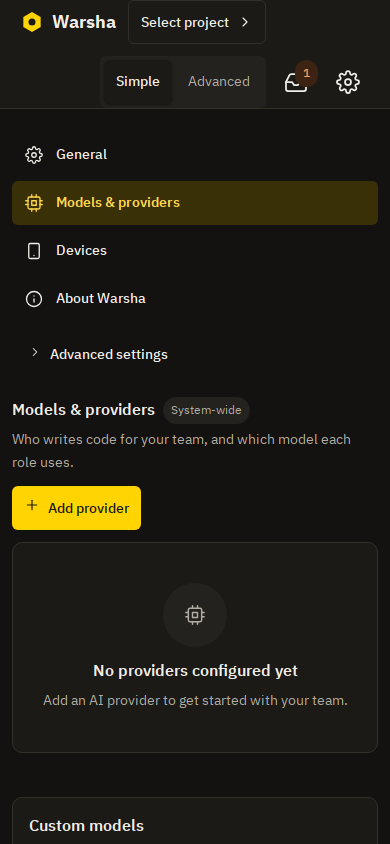 Warsha
Select project
Simple
Advanced
1
General
Models & providers
Devices
About Warsha
Advanced settings
Models & providers
System-wide
Who writes code for your team, and which model each
role uses.
Add provider
No providers configured yet
Add an AI provider to get started with your team.
Custom models